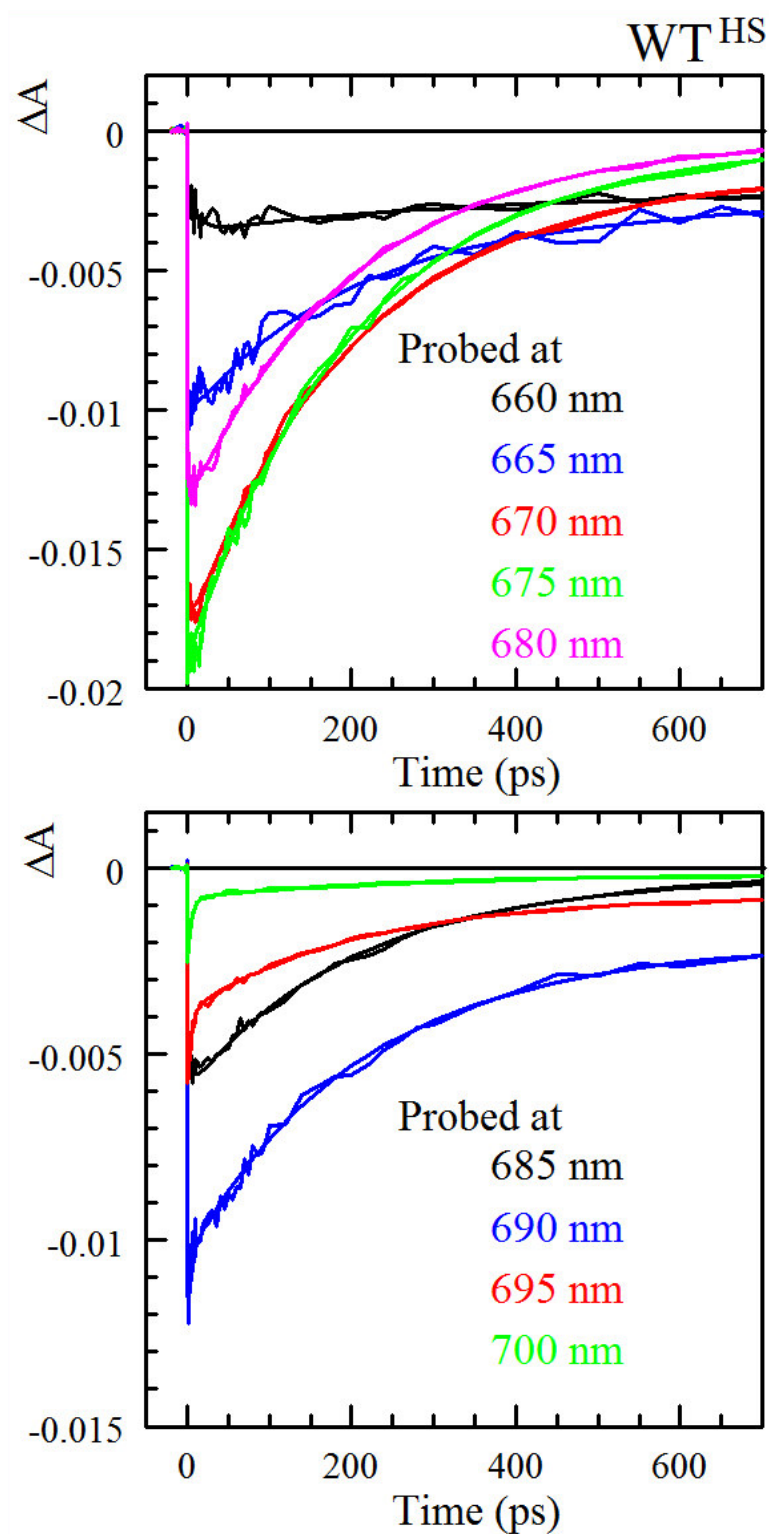 WT^HS
ΔA
0
-0.005
-0.01
-0.015
-0.02
Probed at
660 nm
665 nm
670 nm
675 nm
680 nm
0 200 400 600
Time (ps)
ΔA
0
-0.005
-0.01
-0.015
Probed at
685 nm
690 nm
695 nm
700 nm
0 200 400 600
Time (ps)